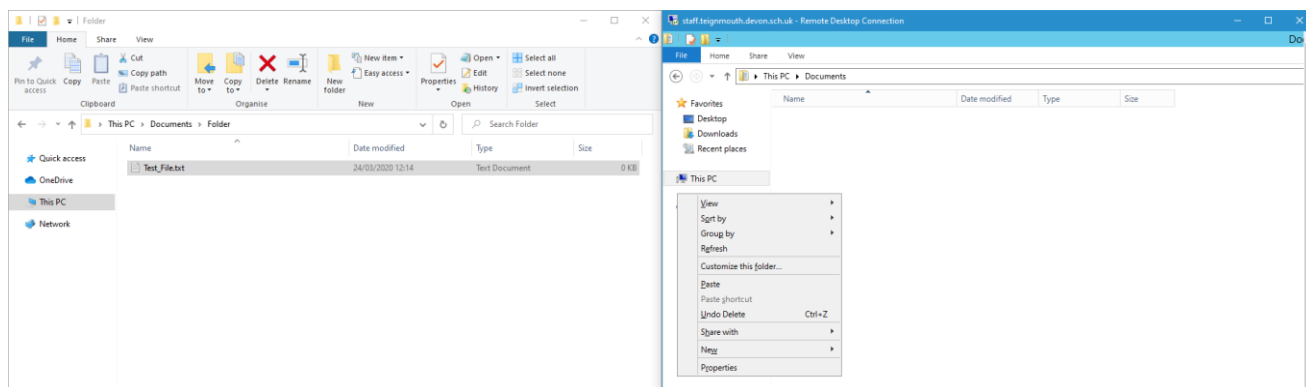 Folder
File Home Share View
Pin to Quick access
Copy
Paste
Cut
Copy path
Paste shortcut
Move to
Copy to
Delete
Rename
New folder
New item
Easy access
Properties
Open
Edit
History
Select all
Select none
Invert selection
Clipboard Organise New Open Select
This PC > Documents > Folder
Search Folder
Name Date modified Type Size
Test_File.txt 24/03/2020 12:14 Text Document 0 KB
Quick access
OneDrive
This PC
Network
staff.teignmouth.devon.sch.uk - Remote Desktop Connection
Do
File Home Share View
This PC Documents
Name Date modified Type Size
Favorites
Desktop
Downloads
Recent places
This PC
View
Sort by
Group by
Refresh
Customize this folder...
Paste
Paste shortcut
Undo Delete Ctrl+Z
Share with
New
Properties